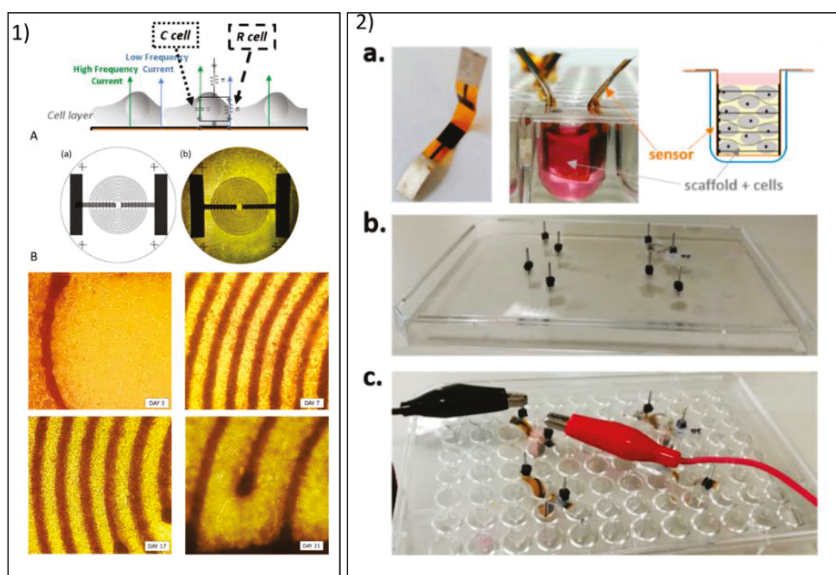 1)
C cell
R cell
Low Frequency
Current
High Frequency
Current
Cell layer
A
(a)
(b)
B
DAY 5
DAY 7
DAY 17
DAY 21
2)
a.
sensor
scaffold + cells
b.
c.